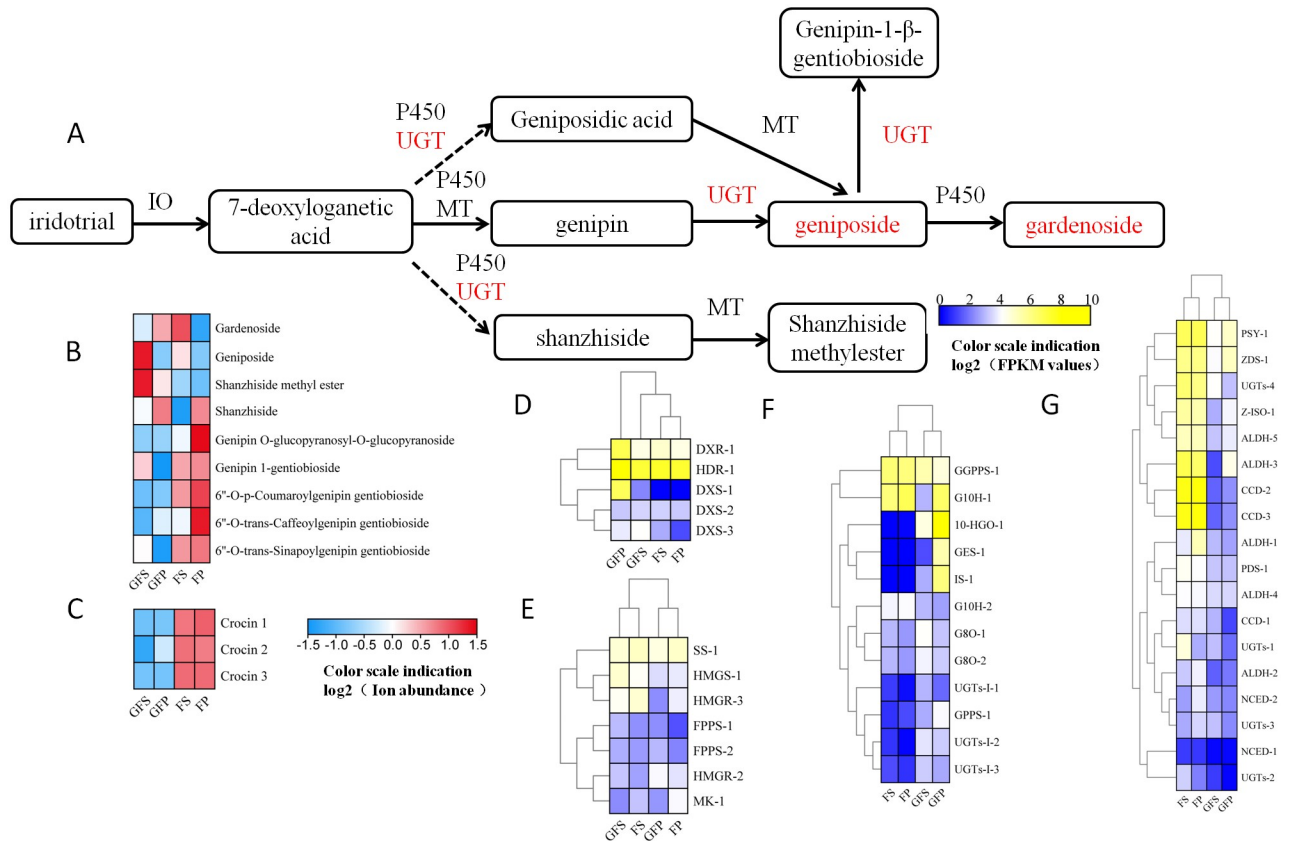 Genipin-1-β-
gentiobioside
A
P450
UGT
Geniposidic acid
MT
UGT
P450
MT
UGT
P450
IO
iridotrial
7-deoxyloganetic
acid
genipin
geniposide
gardenoside
P450
UGT
MT
shanzhiside
Shanzhiside
methylester
0 2 4 6 8 10
Color scale indication
log2（FPKM values）
B
Gardenoside
Geniposide
Shanzhiside methyl ester
Shanzhiside
Genipin O-glucopyranosyl-O-glucopyranoside
Genipin 1-gentiobioside
6"-O-p-Coumaroylgenipin gentiobioside
6"-O-trans-Caffeoylgenipin gentiobioside
6"-O-trans-Sinapoylgenipin gentiobioside
GFS GFP FS FP
C
Crocin 1
Crocin 2
Crocin 3
GFS GFP FS FP
-1.5 -1.0 -0.5 0.0 0.5 1.0 1.5
Color scale indication
log2（ Ion abundance ）
D
DXR-1
HDR-1
DXS-1
DXS-2
DXS-3
GFP GFS FS FP
E
SS-1
HMGS-1
HMGR-3
FPPS-1
FPPS-2
HMGR-2
MK-1
GFS FS GFP FP
F
GGPPS-1
G10H-1
10-HGO-1
GES-1
IS-1
G10H-2
G8O-1
G8O-2
UGTs-I-1
GPPS-1
UGTs-I-2
UGTs-I-3
FS FP GFS GFP
G
PSY-1
ZDS-1
UGTs-4
Z-ISO-1
ALDH-5
ALDH-3
CCD-2
CCD-3
ALDH-1
PDS-1
ALDH-4
CCD-1
UGTs-1
ALDH-2
NCED-2
UGTs-3
NCED-1
UGTs-2
FS FP GFS GFP